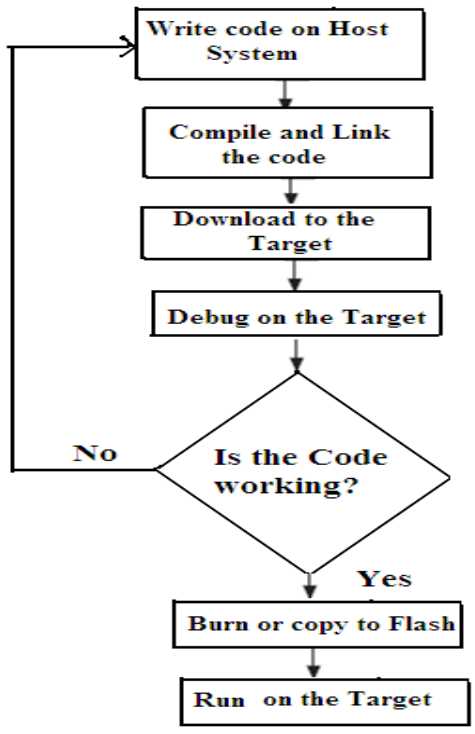 Write code on Host
System
Compile and Link
the code
Download to the
Target
Debug on the Target
No
Is the Code
working?
Yes
Burn or copy to Flash
Run on the Target